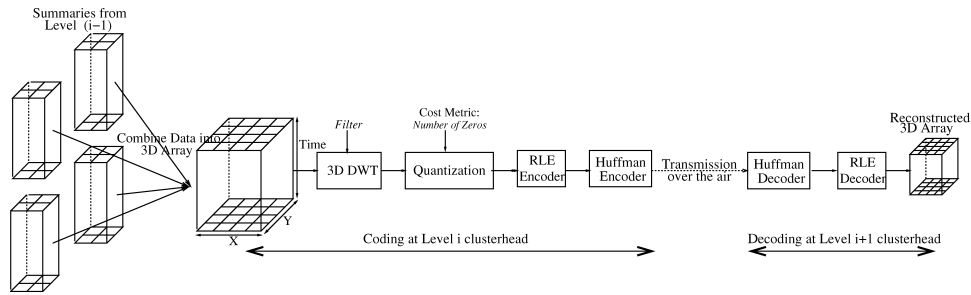 Summaries from
Level (i−1)
Combine Data into
3D Array
Time
X
Y
Filter
3D DWT
Cost Metric:
Number of Zeros
Quantization
RLE
Encoder
Huffman
Encoder
Transmission
over the air
Huffman
Decoder
RLE
Decoder
Reconstructed
3D Array
Coding at Level i clusterhead
Decoding at Level i+1 clusterhead